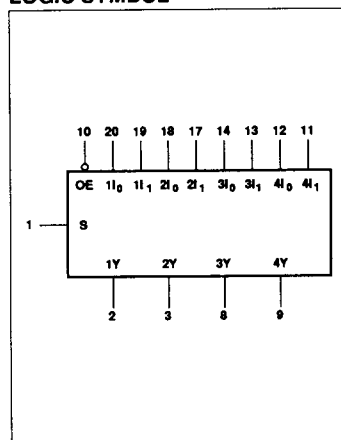 LOGIC SYMBOL
10 20 19 18 17 14 13 12 11
OE 1I₀ 1I₁ 2I₀ 2I₁ 3I₀ 3I₁ 4I₀ 4I₁
1 S
1Y 2Y 3Y 4Y
2 3 8 9